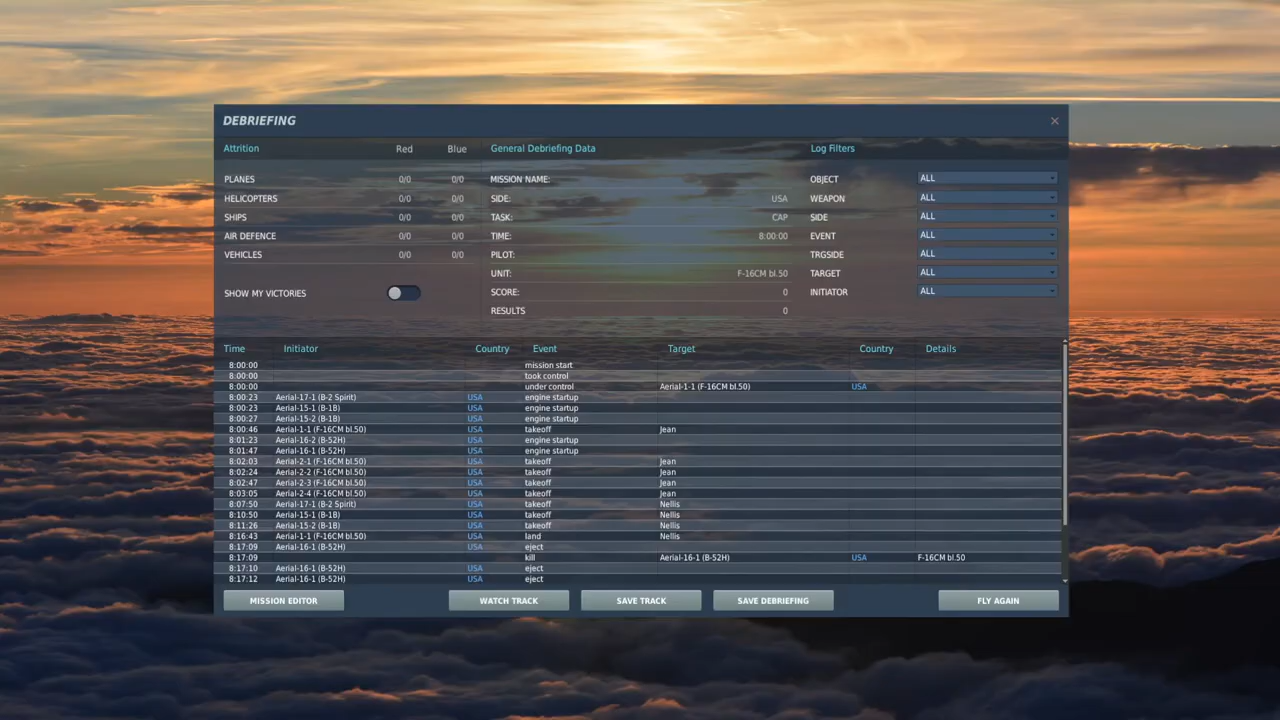 DEBRIEFING ×
Attrition Red Blue General Debriefing Data Log Filters
PLANES 0/0 0/0 MISSION NAME: OBJECT ALL
HELICOPTERS 0/0 0/0 SIDE: USA WEAPON ALL
SHIPS 0/0 0/0 TASK: CAP SIDE ALL
AIR DEFENCE 0/0 0/0 TIME: 8:00:00 EVENT ALL
VEHICLES 0/0 0/0 PILOT: TRGSIDE ALL
UNIT: F-16CM bl.50 TARGET ALL
SHOW MY VICTORIES SCORE: 0 INITIATOR ALL
RESULTS 0
Time Initiator Country Event Target Country Details
8:00:00 mission start
8:00:00 took control
8:00:00 under control Aerial-1-1 (F-16CM bl.50) USA
8:00:23 Aerial-17-1 (B-2 Spirit) USA engine startup
8:00:23 Aerial-15-1 (B-1B) USA engine startup
8:00:27 Aerial-15-2 (B-1B) USA engine startup
8:00:46 Aerial-1-1 (F-16CM bl.50) USA takeoff Jean
8:01:23 Aerial-16-2 (B-52H) USA engine startup
8:01:47 Aerial-16-1 (B-52H) USA engine startup
8:02:03 Aerial-2-1 (F-16CM bl.50) USA takeoff Jean
8:02:24 Aerial-2-2 (F-16CM bl.50) USA takeoff Jean
8:02:47 Aerial-2-3 (F-16CM bl.50) USA takeoff Jean
8:03:05 Aerial-2-4 (F-16CM bl.50) USA takeoff Jean
8:07:50 Aerial-17-1 (B-2 Spirit) USA takeoff Nellis
8:10:50 Aerial-15-1 (B-1B) USA takeoff Nellis
8:11:26 Aerial-15-2 (B-1B) USA takeoff Nellis
8:16:43 Aerial-1-1 (F-16CM bl.50) USA land Nellis
8:17:09 Aerial-16-1 (B-52H) USA eject
8:17:09 kill Aerial-16-1 (B-52H) USA F-16CM bl.50
8:17:10 Aerial-16-1 (B-52H) USA eject
8:17:12 Aerial-16-1 (B-52H) USA eject
MISSION EDITOR WATCH TRACK SAVE TRACK SAVE DEBRIEFING FLY AGAIN